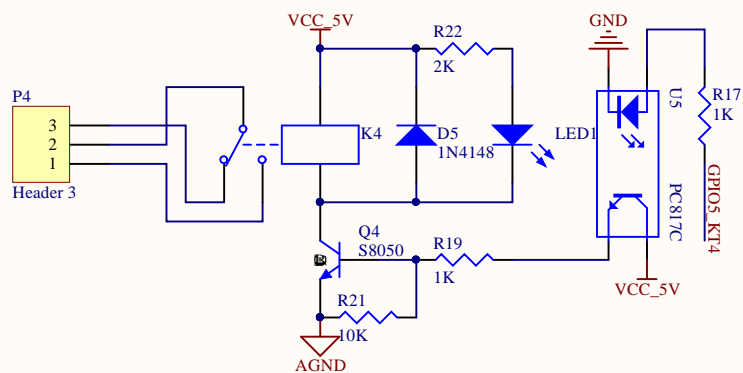 VCC_5V
GND
R22
2K
P4
3
2
1
Header 3
K4
D5
1N4148
LED1
U5
R17
1K
PC817C
GPIO5_KT4
Q4
S8050
R19
1K
VCC_5V
R21
10K
AGND